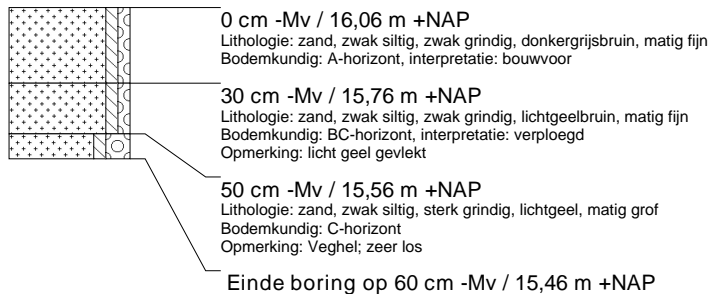 0 cm -Mv / 16,06 m +NAP
Lithologie: zand, zwak siltig, zwak grindig, donkergrijsbruin, matig fijn
Bodemkundig: A-horizont, interpretatie: bouwvoor
30 cm -Mv / 15,76 m +NAP
Lithologie: zand, zwak siltig, zwak grindig, lichtgeelbruin, matig fijn
Bodemkundig: BC-horizont, interpretatie: verploegd
Opmerking: licht geel gevlekt
50 cm -Mv / 15,56 m +NAP
Lithologie: zand, zwak siltig, sterk grindig, lichtgeel, matig grof
Bodemkundig: C-horizont
Opmerking: Veghel; zeer los
Einde boring op 60 cm -Mv / 15,46 m +NAP